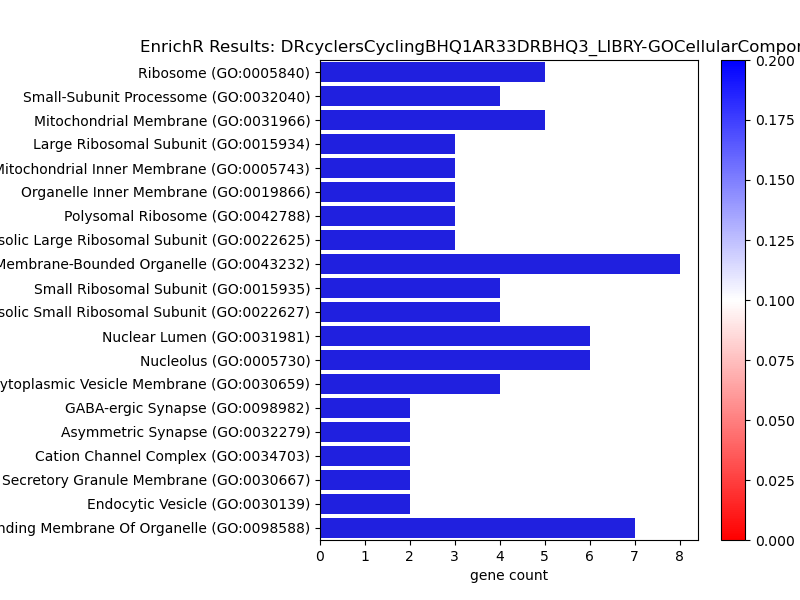 EnrichR Results: DRcyclersCyclingBHQ1AR33DRBHQ3_LIBRY-GOCellularCompor
Ribosome (GO:0005840)
Small-Subunit Processome (GO:0032040)
Mitochondrial Membrane (GO:0031966)
Large Ribosomal Subunit (GO:0015934)
Mitochondrial Inner Membrane (GO:0005743)
Organelle Inner Membrane (GO:0019866)
Polysomal Ribosome (GO:0042788)
solic Large Ribosomal Subunit (GO:0022625)
Membrane-Bounded Organelle (GO:0043232)
Small Ribosomal Subunit (GO:0015935)
solic Small Ribosomal Subunit (GO:0022627)
Nuclear Lumen (GO:0031981)
Nucleolus (GO:0005730)
ytoplasmic Vesicle Membrane (GO:0030659)
GABA-ergic Synapse (GO:0098982)
Asymmetric Synapse (GO:0032279)
Cation Channel Complex (GO:0034703)
Secretory Granule Membrane (GO:0030667)
Endocytic Vesicle (GO:0030139)
nding Membrane Of Organelle (GO:0098588)
0 1 2 3 4 5 6 7 8
gene count
0.200
0.175
0.150
0.125
0.100
0.075
0.050
0.025
0.000